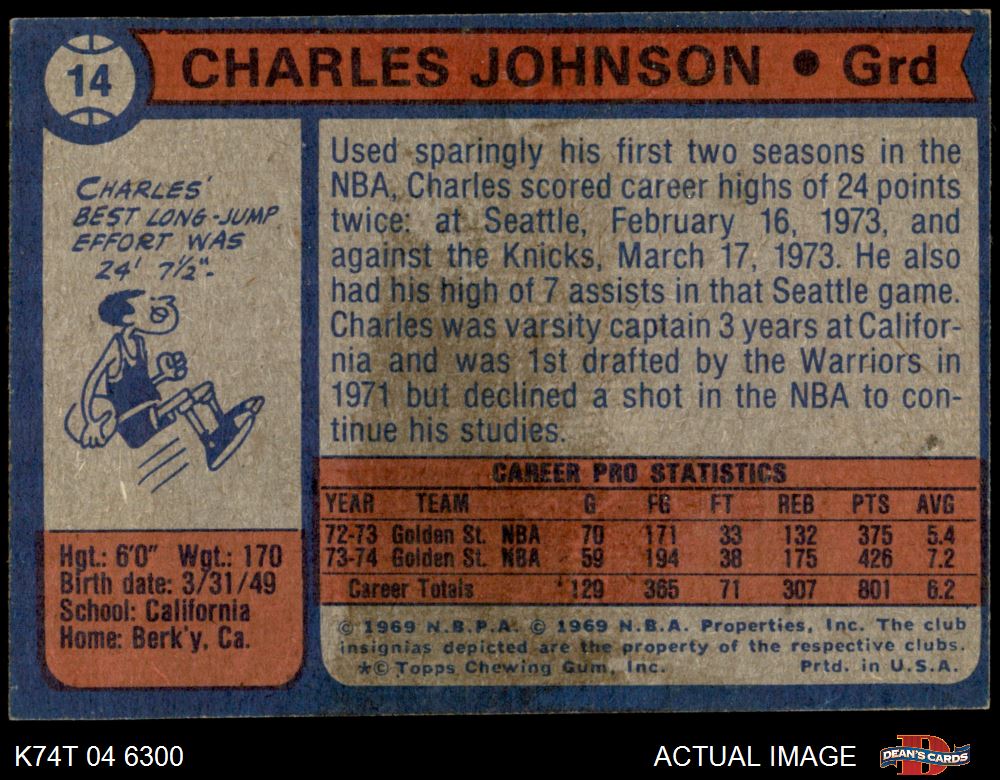 14
CHARLES JOHNSON • Grd
CHARLES'
BEST LONG-JUMP
EFFORT WAS
24' 7½".
Used sparingly his first two seasons in the
NBA, Charles scored career highs of 24 points
twice: at Seattle, February 16, 1973, and
against the Knicks, March 17, 1973. He also
had his high of 7 assists in that Seattle game.
Charles was varsity captain 3 years at Califor-
nia and was 1st drafted by the Warriors in
1971 but declined a shot in the NBA to con-
tinue his studies.
Hgt.: 6'0" Wgt.: 170
Birth date: 3/31/49
School: California
Home: Berk'y, Ca.
CAREER PRO STATISTICS
YEAR TEAM G FG FT REB PTS AVG
72-73 Golden St. NBA 70 171 33 132 375 5.4
73-74 Golden St. NBA 59 194 38 175 426 7.2
Career Totals 129 365 71 307 801 6.2
© 1969 N.B.P.A. © 1969 N.B.A. Properties, Inc. The club
insignias depicted are the property of the respective clubs.
*© Topps Chewing Gum, Inc. Prtd. in U.S.A.
K74T 04 6300
ACTUAL IMAGE
D
DEAN'S CARDS